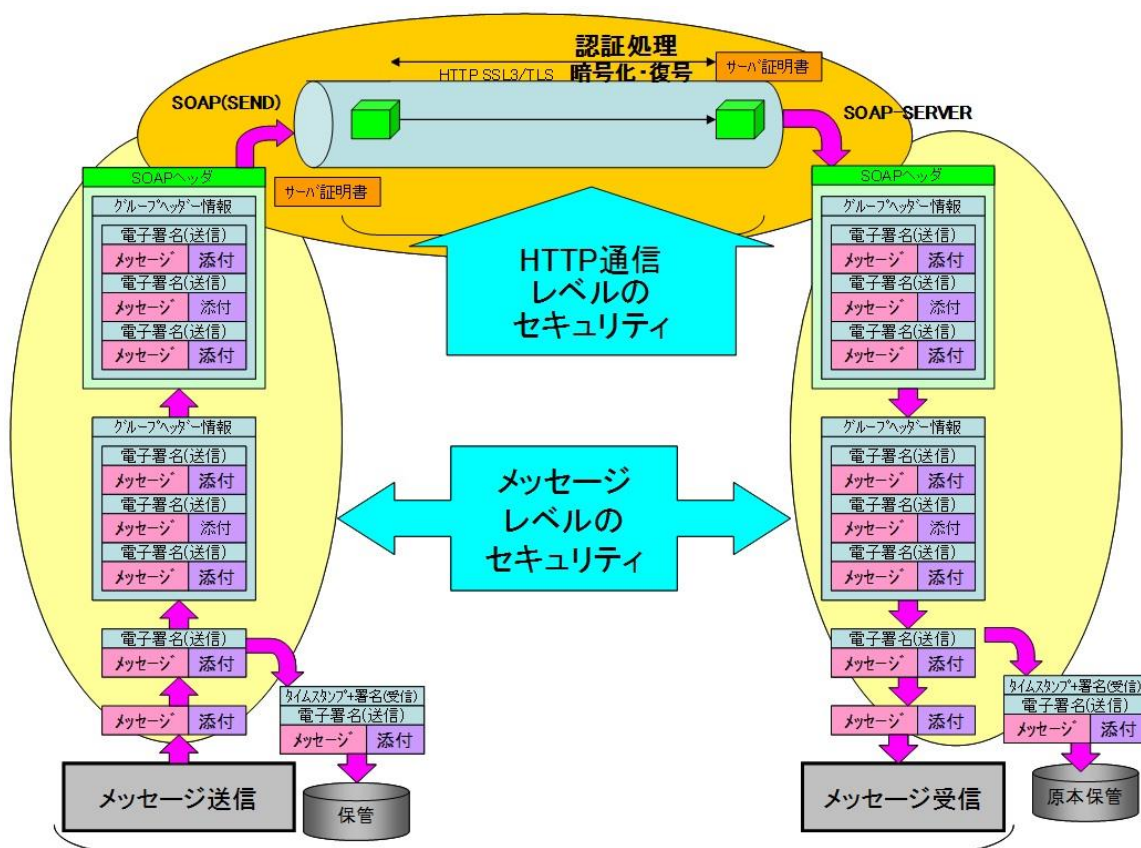 認証処理
サーバ証明書
HTTP SSL3/TLS 暗号化・復号
SOAP(SEND)
SOAP-SERVER
サーバ証明書
SOAPヘッダ
グループヘッダー情報
電子署名(送信)
メッセージ 添付
電子署名(送信)
メッセージ 添付
電子署名(送信)
メッセージ 添付
HTTP通信
レベルの
セキュリティ
SOAPヘッダ
グループヘッダー情報
電子署名(送信)
メッセージ 添付
電子署名(送信)
メッセージ 添付
電子署名(送信)
メッセージ 添付
グループヘッダー情報
電子署名(送信)
メッセージ 添付
電子署名(送信)
メッセージ 添付
電子署名(送信)
メッセージ 添付
メッセージ
レベルの
セキュリティ
グループヘッダー情報
電子署名(送信)
メッセージ 添付
電子署名(送信)
メッセージ 添付
電子署名(送信)
メッセージ 添付
電子署名(送信)
メッセージ 添付
メッセージ 添付
タイムスタンプ+署名(受信)
電子署名(送信)
メッセージ 添付
メッセージ送信
保管
電子署名(送信)
メッセージ 添付
メッセージ 添付
タイムスタンプ+署名(受信)
電子署名(送信)
メッセージ 添付
メッセージ受信
原本保管